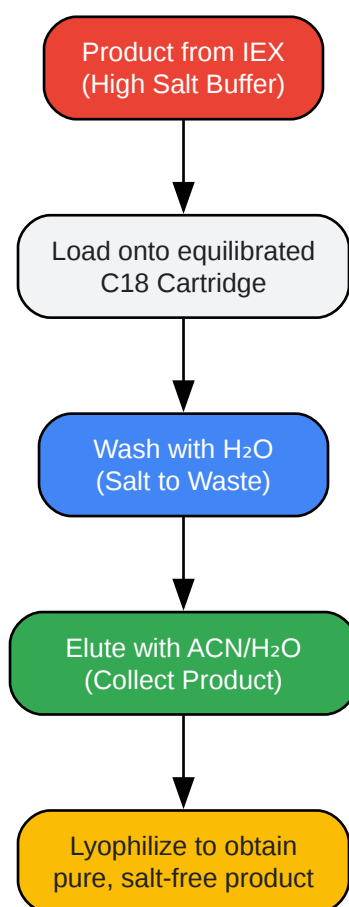 Product from IEX
(High Salt Buffer)
Load onto equilibrated
C18 Cartridge
Wash with H₂O
(Salt to Waste)
Elute with ACN/H₂O
(Collect Product)
Lyophilize to obtain
pure, salt-free product